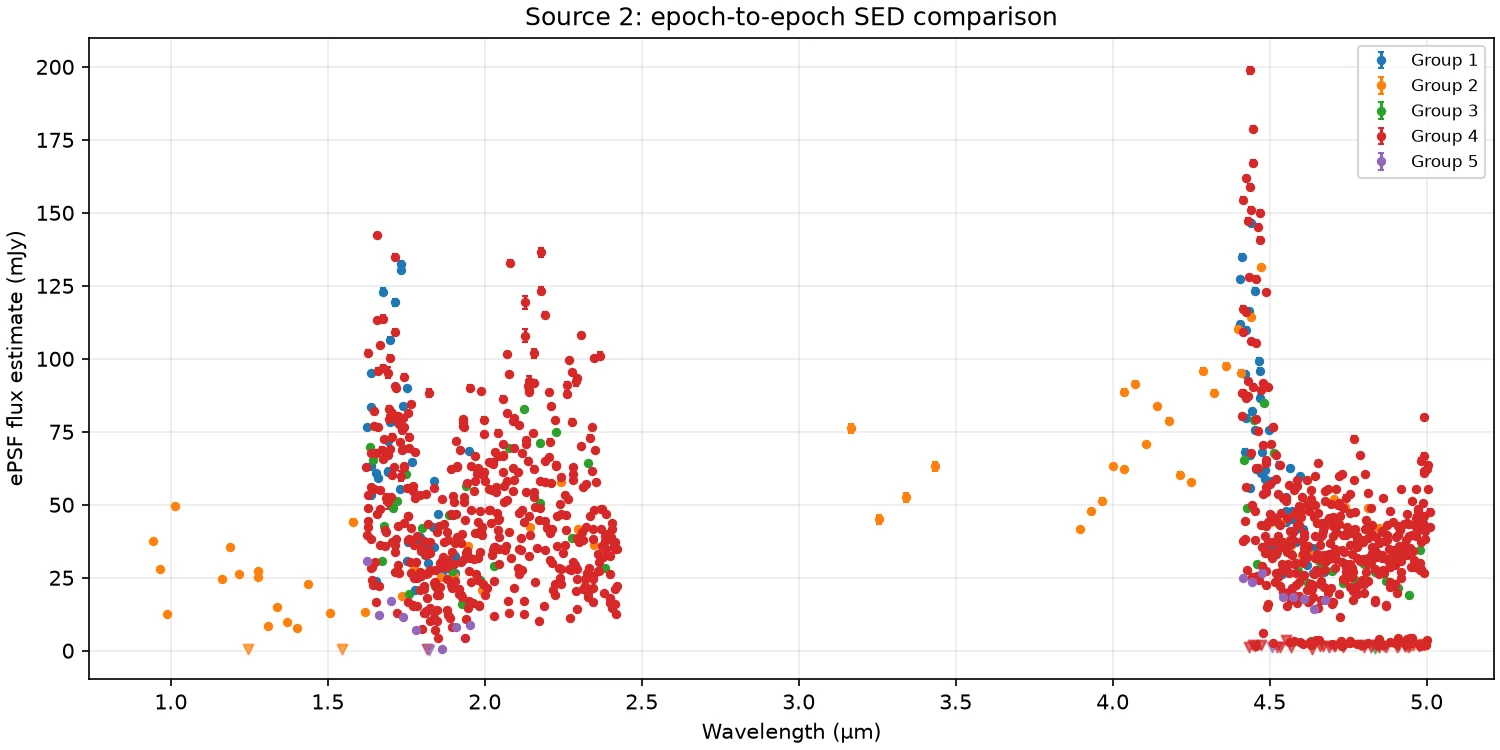 Source 2: epoch-to-epoch SED comparison
ePSF flux estimate (mJy)
200
175
150
125
100
75
50
25
0
Group 1
Group 2
Group 3
Group 4
Group 5
1.0 1.5 2.0 2.5 3.0 3.5 4.0 4.5 5.0
Wavelength (μm)